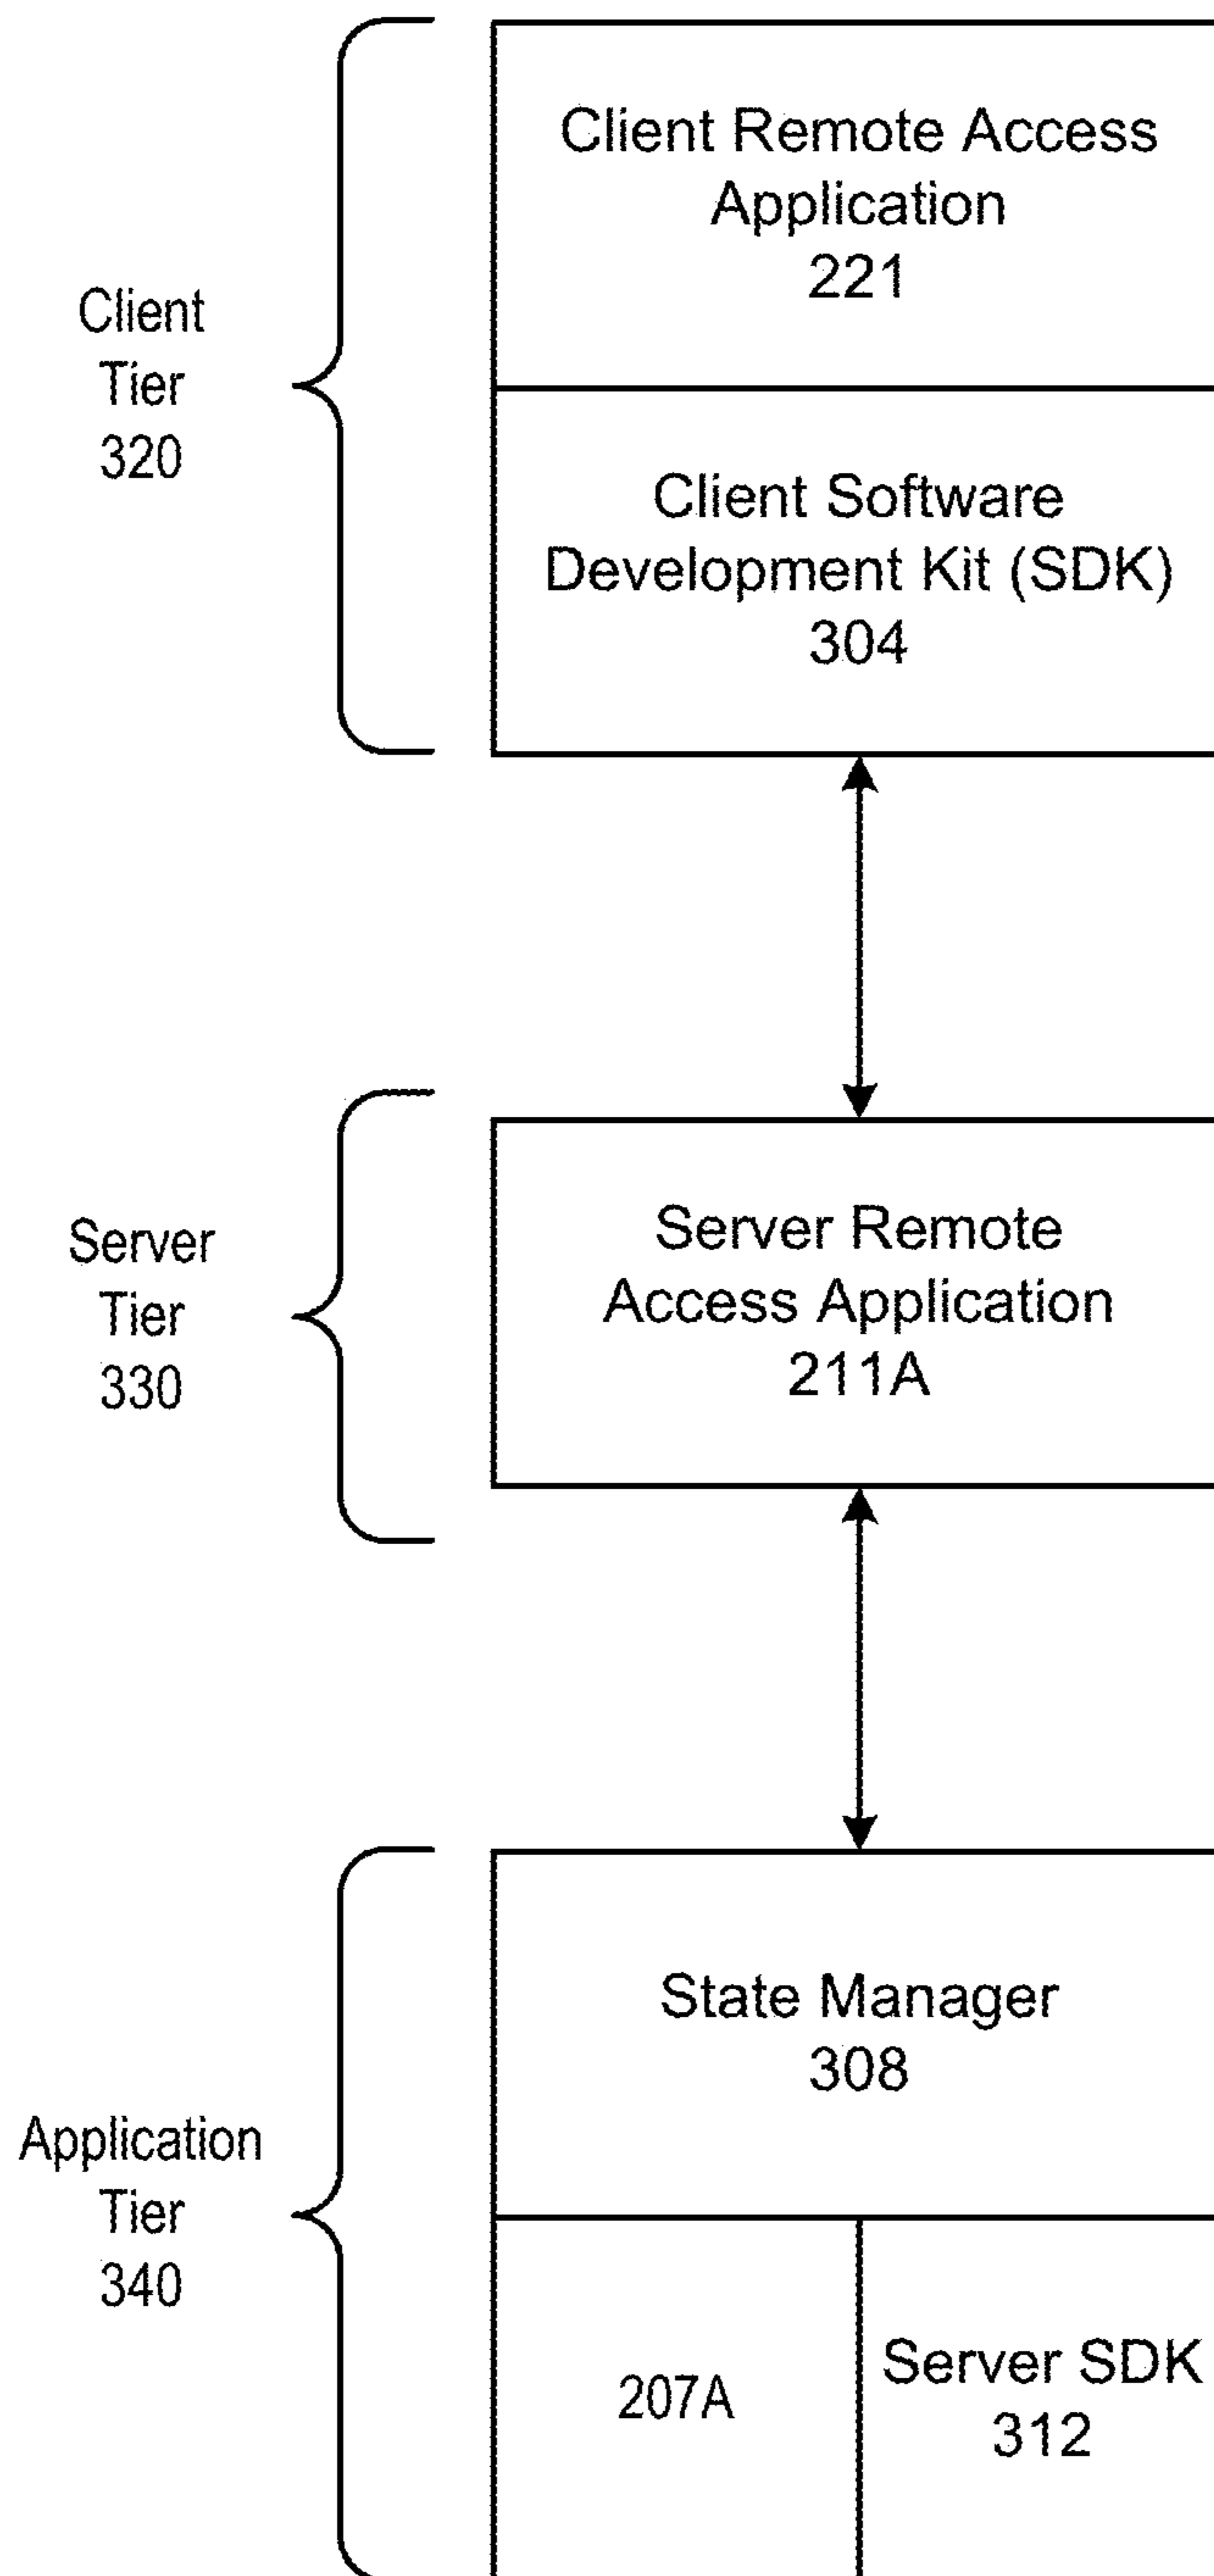 Client Remote Access
Application
221
Client
Tier
320
Client Software
Development Kit (SDK)
304
Server Remote
Access Application
211A
Server
Tier
330
State Manager
308
Application
Tier
340
207A
Server SDK
312